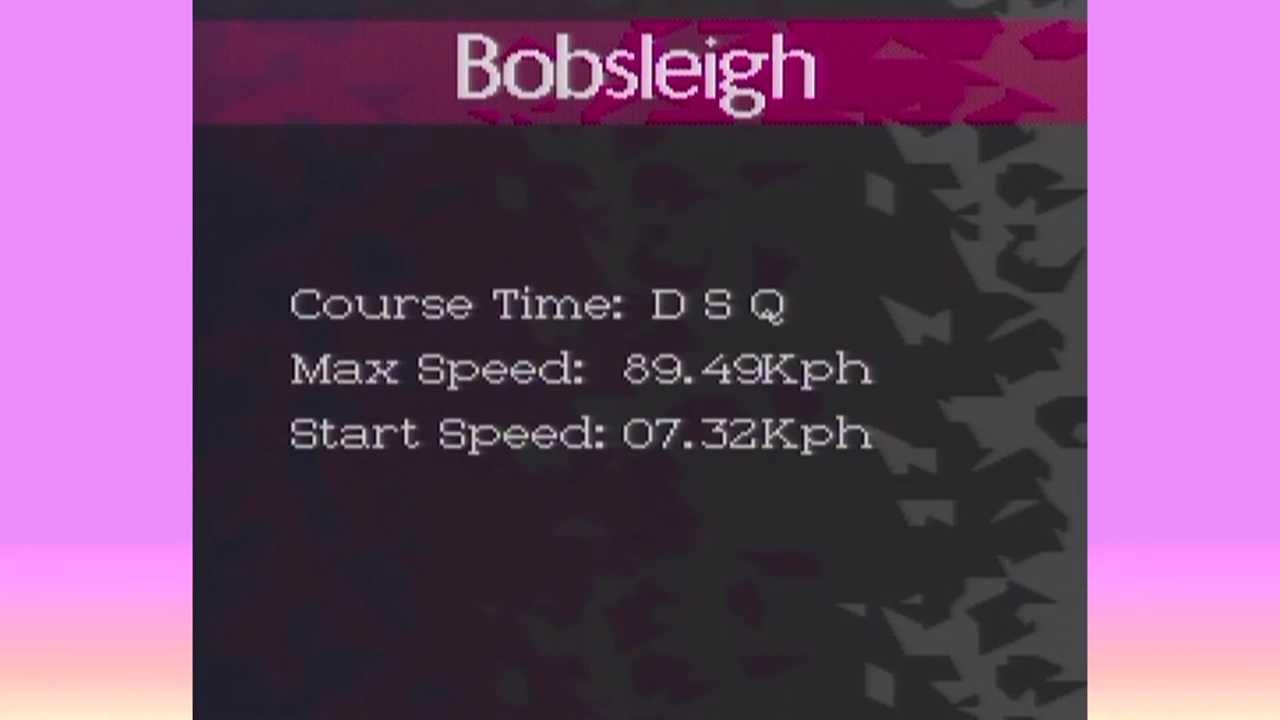 Bobsleigh
Course Time: D S Q
Max Speed: 89.49Kph
Start Speed: 07.32Kph